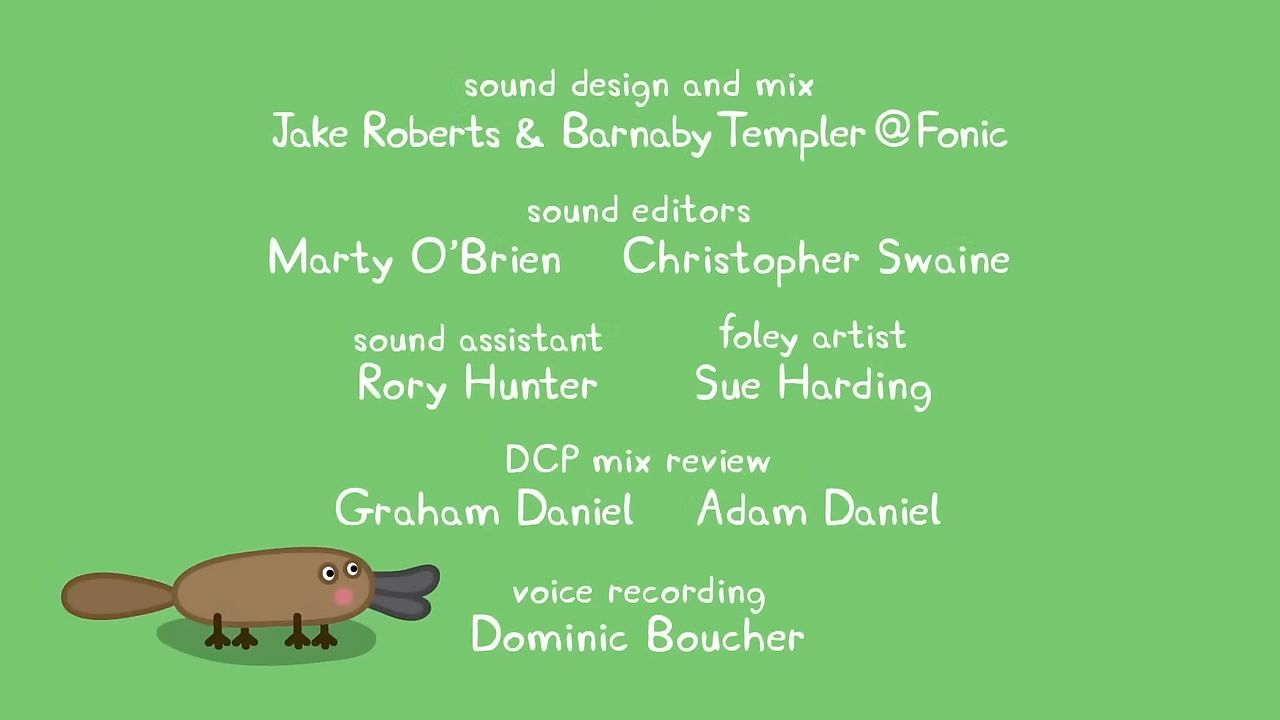 sound design and mix
Jake Roberts & Barnaby Templer @ Fonic
sound editors
Marty O'Brien Christopher Swaine
sound assistant foley artist
Rory Hunter Sue Harding
DCP mix review
Graham Daniel Adam Daniel
voice recording
Dominic Boucher